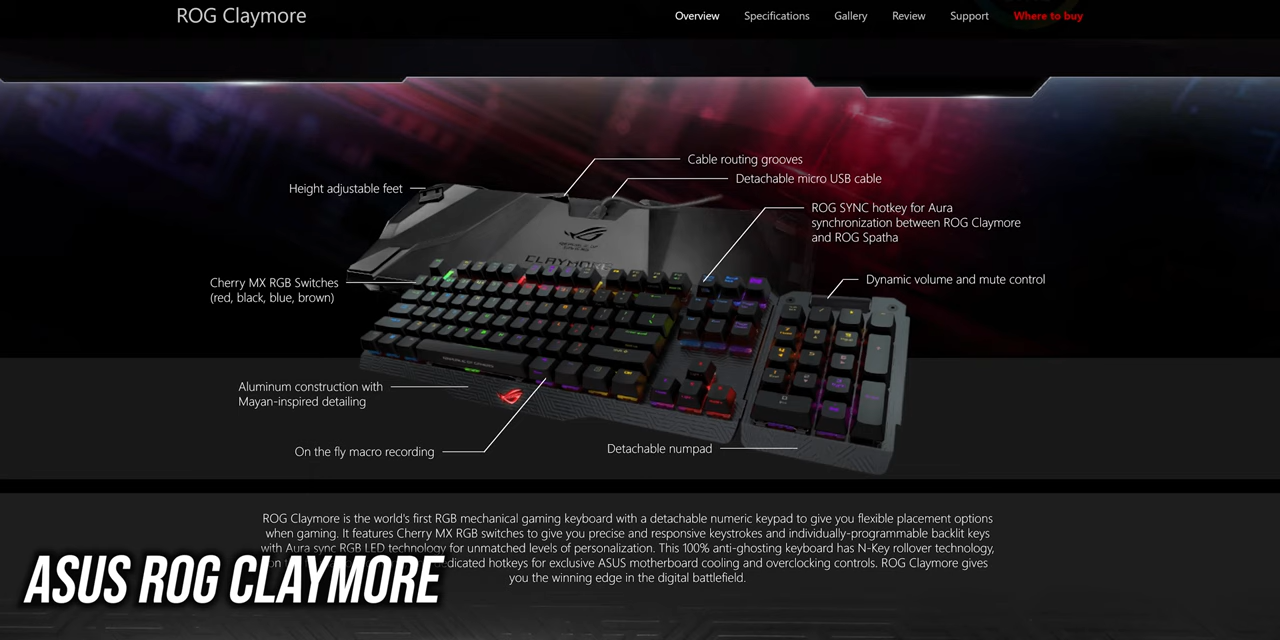 ROG Claymore
Overview
Specifications
Gallery
Review
Support
Where to buy
Cable routing grooves
Detachable micro USB cable
Height adjustable feet
ROG SYNC hotkey for Aura
synchronization between ROG Claymore
and ROG Spatha
Dynamic volume and mute control
Cherry MX RGB Switches
(red, black, blue, brown)
CLAYMORE
Aluminum construction with
Mayan-inspired detailing
On the fly macro recording
Detachable numpad
ROG Claymore is the world's first RGB mechanical gaming keyboard with a detachable numeric keypad to give you flexible placement options
when gaming. It features Cherry MX RGB switches to give you precise and responsive keystrokes and individually-programmable backlit keys
with Aura sync RGB LED technology for unmatched levels of personalization. This 100% anti-ghosting keyboard has N-Key rollover technology,
hotkeys for exclusive ASUS motherboard cooling and overclocking controls. ROG Claymore gives
you the winning edge in the digital battlefield.
ASUS ROG CLAYMORE